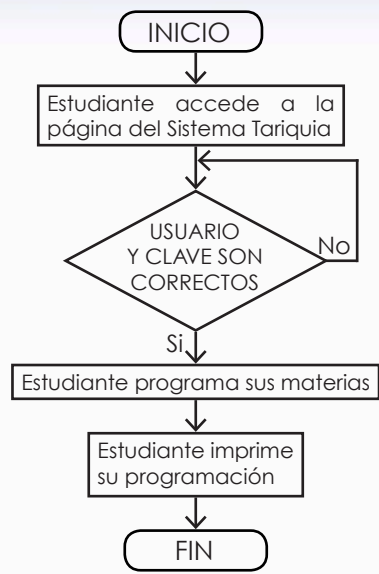 INICIO
Estudiante accede a la
página del Sistema Tariquia
USUARIO
Y CLAVE SON
CORRECTOS
No
Si
Estudiante programa sus materias
Estudiante imprime
su programación
FIN